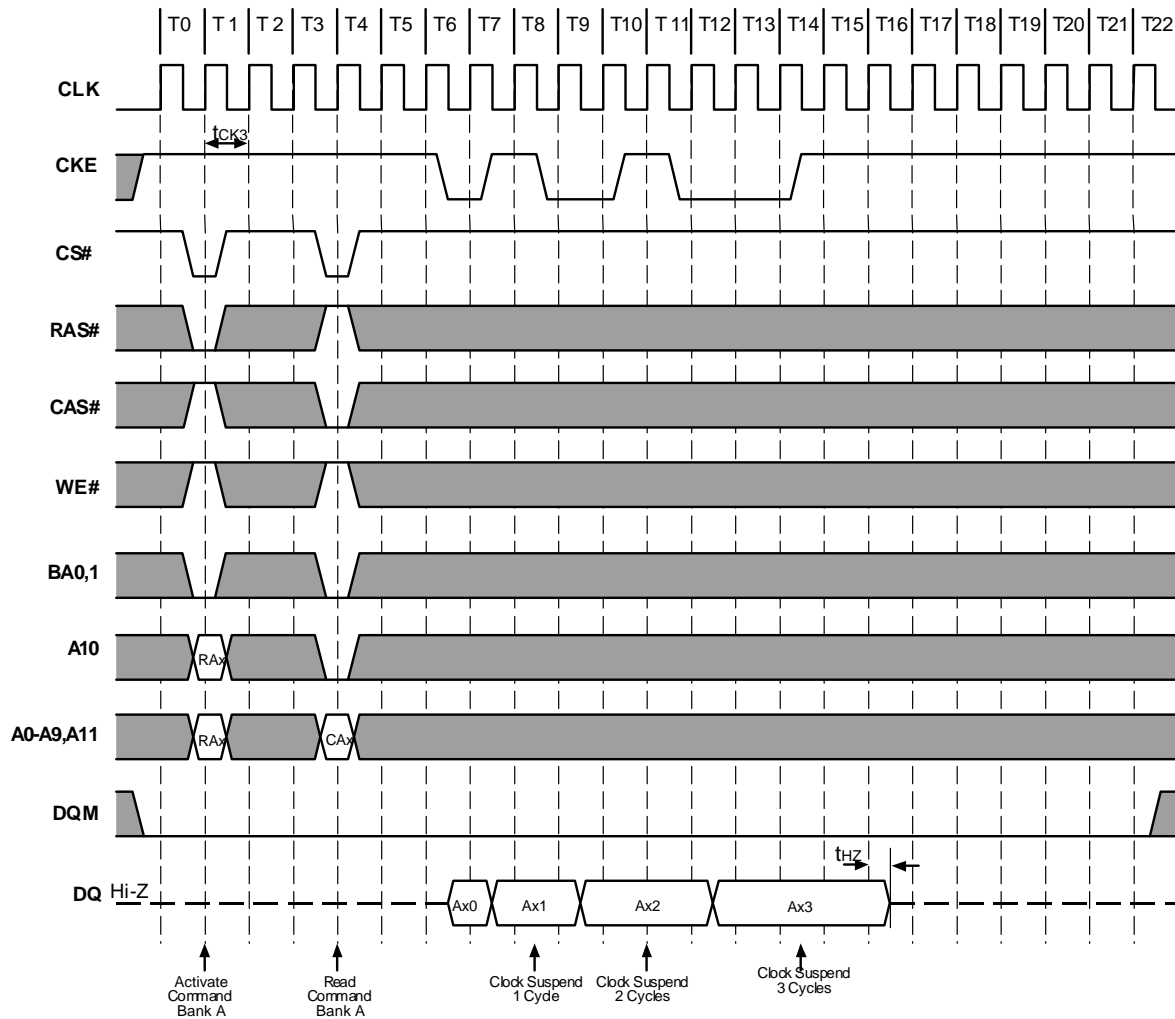 T0 T1 T2 T3 T4 T5 T6 T7 T8 T9 T10 T11 T12 T13 T14 T15 T16 T17 T18 T19 T20 T21 T22
CLK
tCK3
CKE
CS#
RAS#
CAS#
WE#
BA0,1
A10
RAx
A0-A9,A11
RAx CAx
DQM
tHZ
DQ Hi-Z
Ax0 Ax1 Ax2 Ax3
Activate
Command
Bank A
Read
Command
Bank A
Clock Suspend
1 Cycle
Clock Suspend
2 Cycles
Clock Suspend
3 Cycles